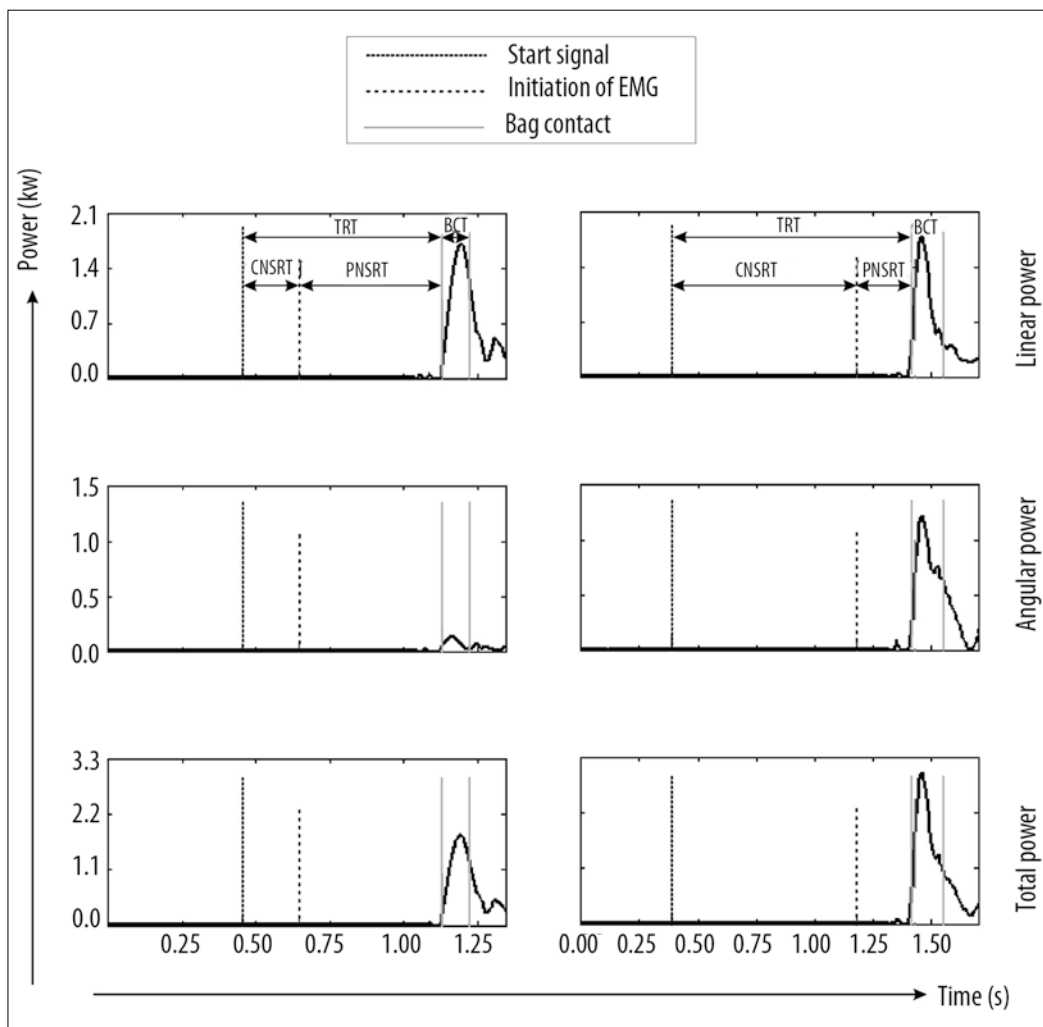 Start signal
Initiation of EMG
Bag contact
Power (kw)
2.1
1.4
0.7
0.0
TRT
BCT
CNSRT
PNSRT
TRT
BCT
CNSRT
PNSRT
Linear power
1.5
1.0
0.5
0.0
Angular power
3.3
2.2
1.1
0.0
Total power
0.25 0.50 0.75 1.00 1.25
0.00 0.25 0.50 0.75 1.00 1.25 1.50
Time (s)